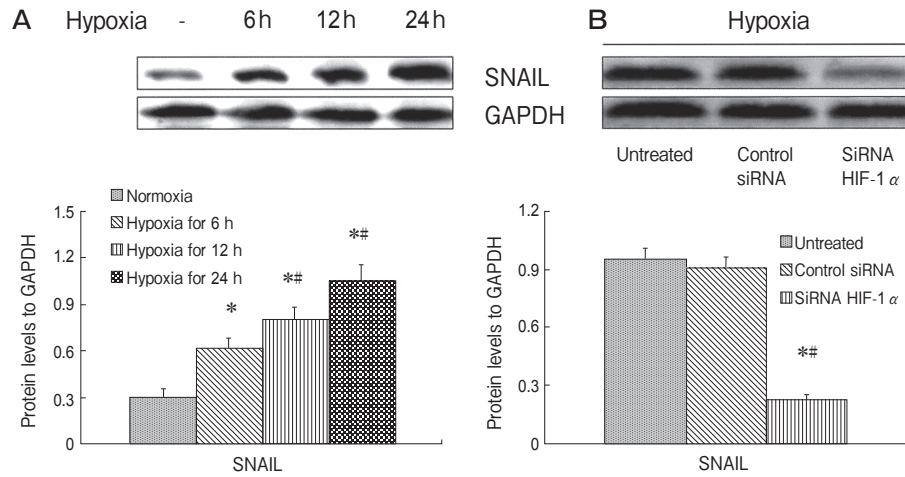 A Hypoxia - 6 h 12 h 24 h
SNAIL
GAPDH
Normoxia
Hypoxia for 6 h
Hypoxia for 12 h
Hypoxia for 24 h
Protein levels to GAPDH
1.5
1.2
0.9
0.6
0.3
0
*
*#
*#
SNAIL
B Hypoxia
Untreated Control siRNA SiRNA HIF-1 α
Untreated
Control siRNA
SiRNA HIF-1 α
Protein levels to GAPDH
1.2
0.9
0.6
0.3
0
*#
SNAIL